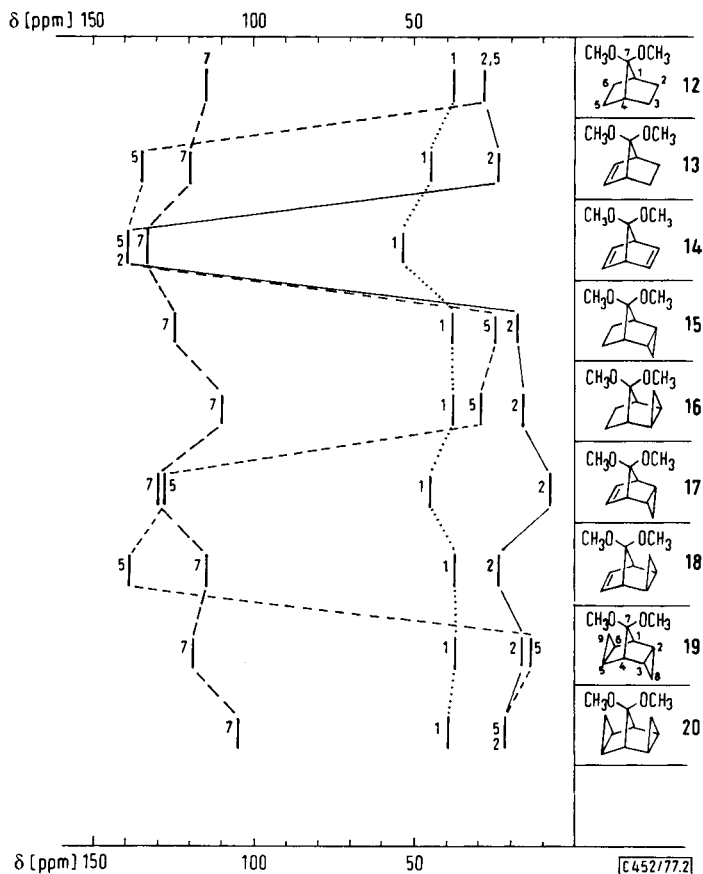 δ [ppm] 150 100 50
7 1 2,5
CH₃O 7 OCH₃
1
6 2
5 4 3
12
5 7 1 2
CH₃O OCH₃
13
5 7 1
2
CH₃O OCH₃
14
7 1 5 2
CH₃O OCH₃
15
7 1 5 2
CH₃O OCH₃
16
7 5 1 2
CH₃O OCH₃
17
5 7 1 2
CH₃O OCH₃
18
7 1 2 5
CH₃O 7 OCH₃
9 6 1 2
5 4 3 8
19
7 1 5
2
CH₃O OCH₃
20
δ [ppm] 150 100 50
C452/77.2